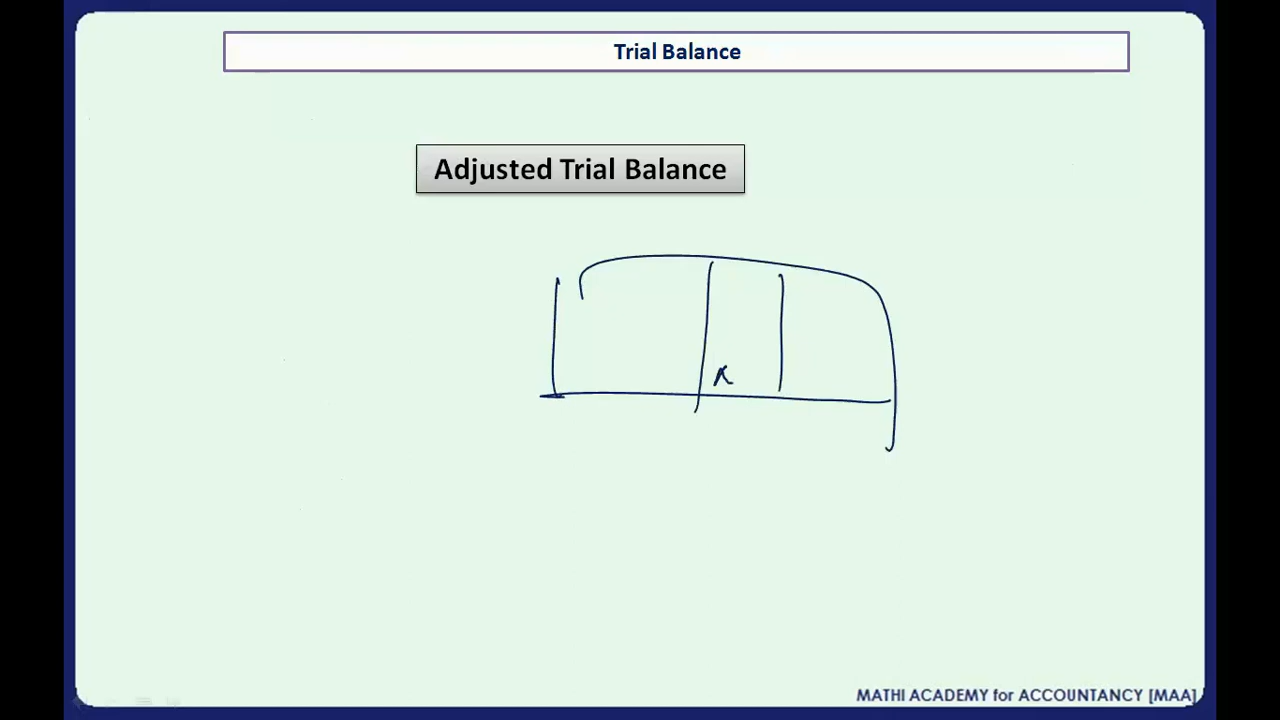 Trial Balance
Adjusted Trial Balance
MATHI ACADEMY for ACCOUNTANCY [MAA]